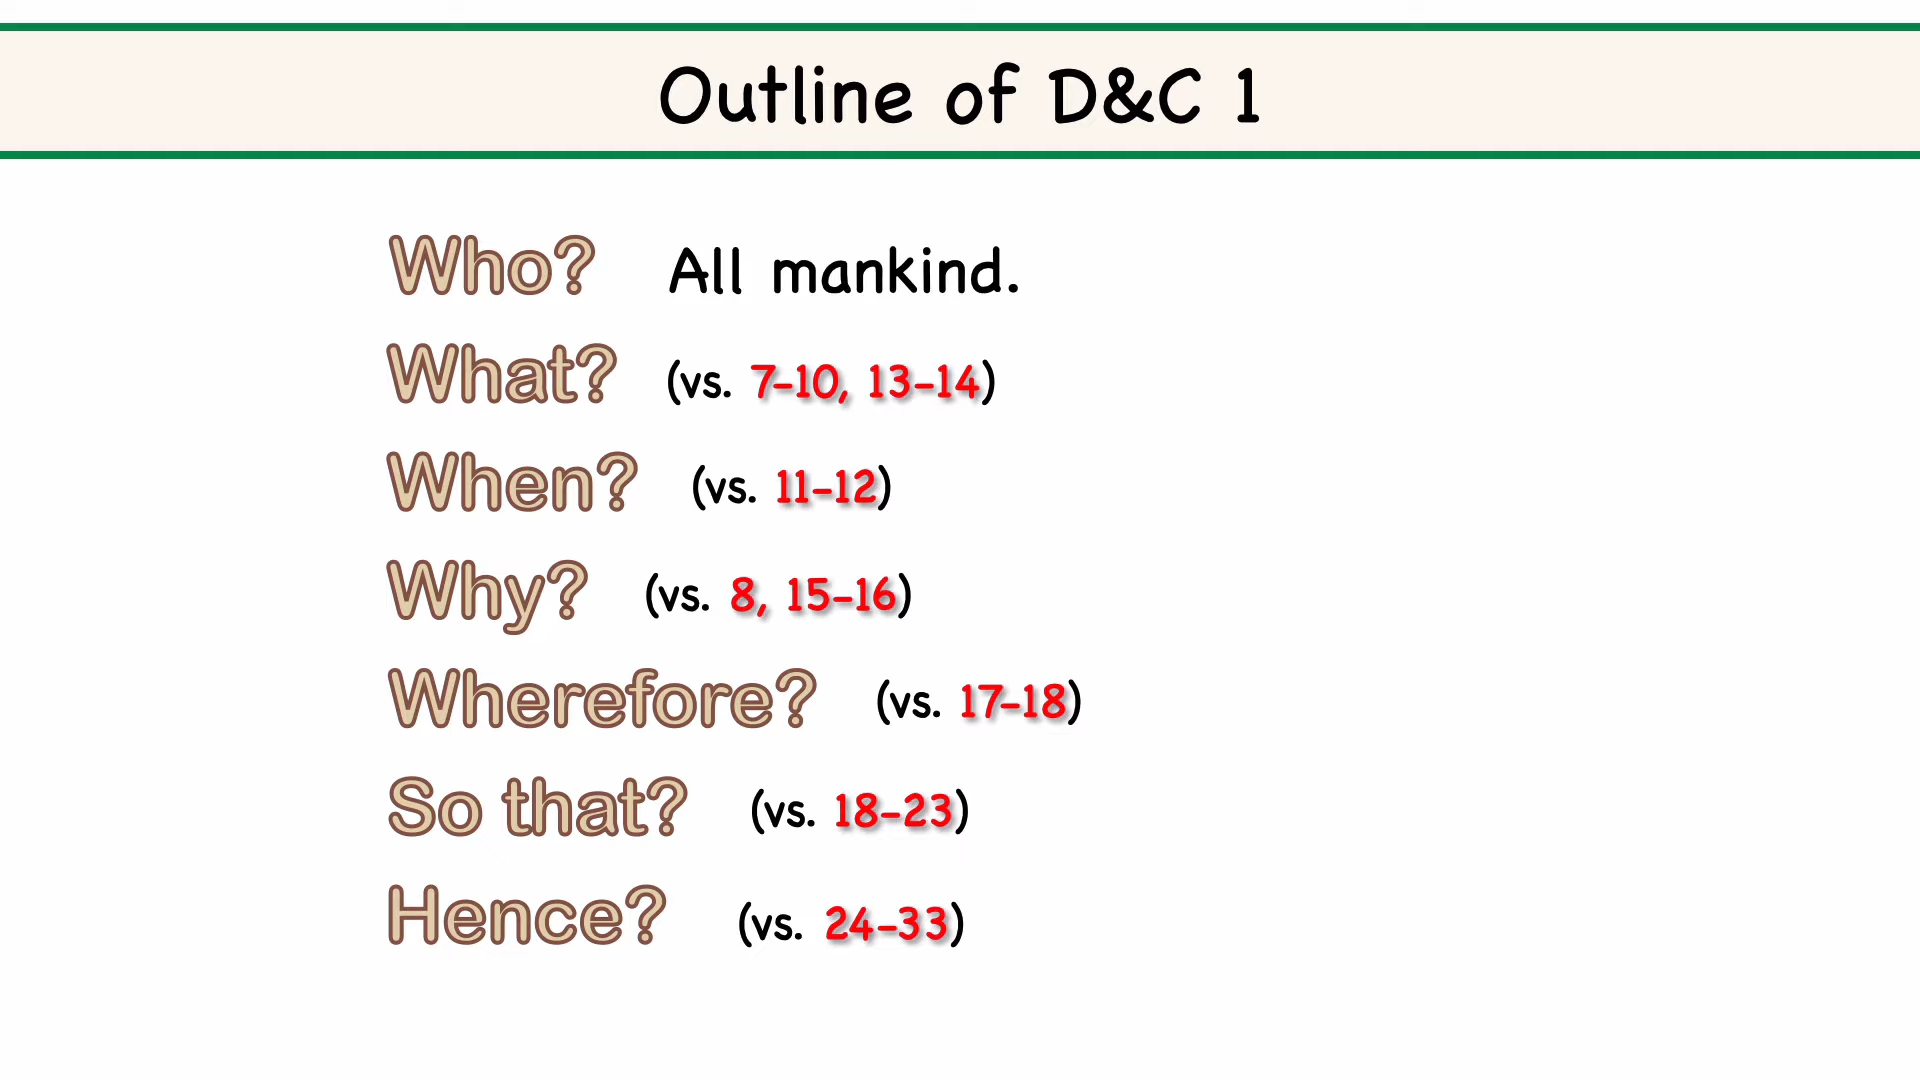 Outline of D&C 1
Who? All mankind.
What? (vs. 7–10, 13–14)
When? (vs. 11–12)
Why? (vs. 8, 15–16)
Wherefore? (vs. 17–18)
So that? (vs. 18–23)
Hence? (vs. 24–33)